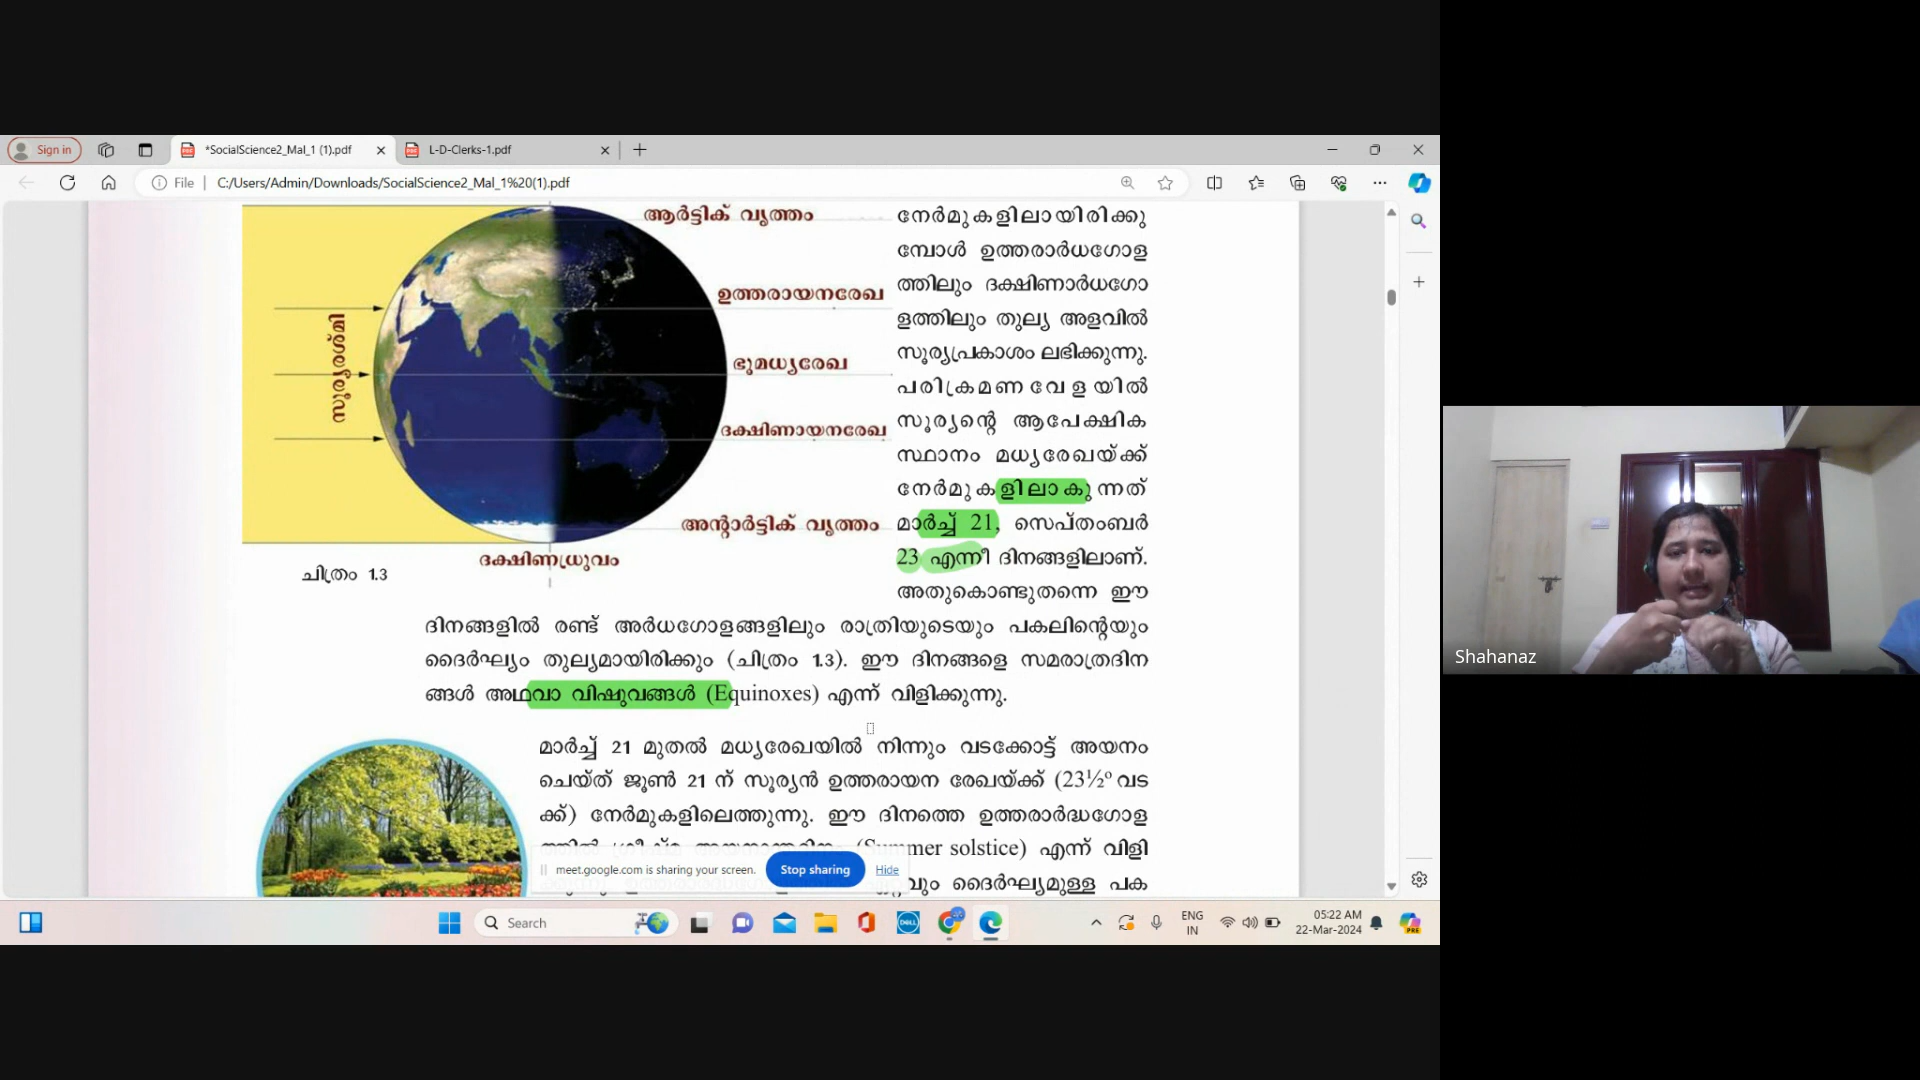 Sign in
*SocialScience2_Mal_1 (1).pdf
L-D-Clerks-1.pdf
File | C:/Users/Admin/Downloads/SocialScience2_Mal_1%20(1).pdf
ആർട്ടിക് വൃത്തം
ഉത്തരായനരേഖ
സൂര്യരശ്മി
ഭൂമധ്യരേഖ
ദക്ഷിണായനരേഖ
അന്റാർട്ടിക് വൃത്തം
ദക്ഷിണധ്രുവം
ചിത്രം 1.3
നേർമുകളിലായിരിക്കു
മ്പോൾ ഉത്തരാർധഗോള
ത്തിലും ദക്ഷിണാർധഗോ
ളത്തിലും തുല്യ അളവിൽ
സൂര്യപ്രകാശം ലഭിക്കുന്നു.
പരിക്രമണ വേളയിൽ
സൂര്യന്റെ ആപേക്ഷിക
സ്ഥാനം മധ്യരേഖയ്ക്ക്
നേർമുകളിലാകുന്നത്
മാർച്ച് 21, സെപ്തംബർ
23 എന്നീ ദിനങ്ങളിലാണ്.
അതുകൊണ്ടുതന്നെ ഈ
ദിനങ്ങളിൽ രണ്ട് അർധഗോളങ്ങളിലും രാത്രിയുടെയും പകലിന്റെയും
ദൈർഘ്യം തുല്യമായിരിക്കും (ചിത്രം 1.3). ഈ ദിനങ്ങളെ സമരാത്രദിന
ങ്ങൾ അഥവാ വിഷുവങ്ങൾ (Equinoxes) എന്ന് വിളിക്കുന്നു.
മാർച്ച് 21 മുതൽ മധ്യരേഖയിൽ നിന്നും വടക്കോട്ട് അയനം
ചെയ്ത് ജൂൺ 21 ന് സൂര്യൻ ഉത്തരായന രേഖയ്ക്ക് (23½° വട
ക്ക്) നേർമുകളിലെത്തുന്നു. ഈ ദിനത്തെ ഉത്തരാർദ്ധഗോള
ത്തിൽ ഗ്രീഷ്മ അയനാന്തദിനം (Summer solstice) എന്ന് വിളി
ദൈർഘ്യമുള്ള പക
meet.google.com is sharing your screen. Stop sharing Hide
Search
ENG
IN
05:22 AM
22-Mar-2024
Shahanaz